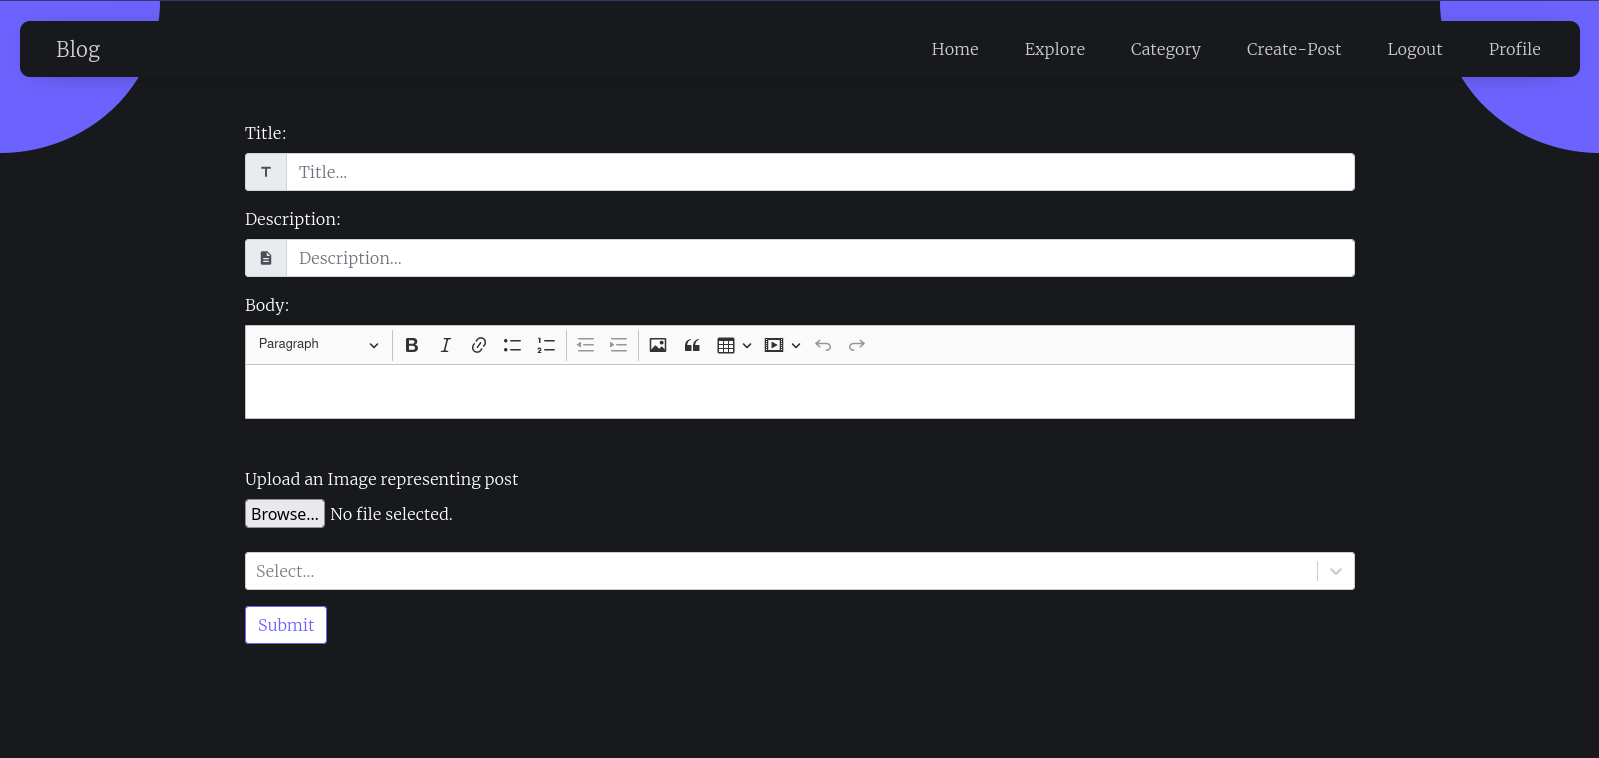 Blog Home Explore Category Create-Post Logout Profile
Title:
Title...
Description:
Description...
Body:
Paragraph
Upload an Image representing post
Browse... No file selected.
Select...
Submit